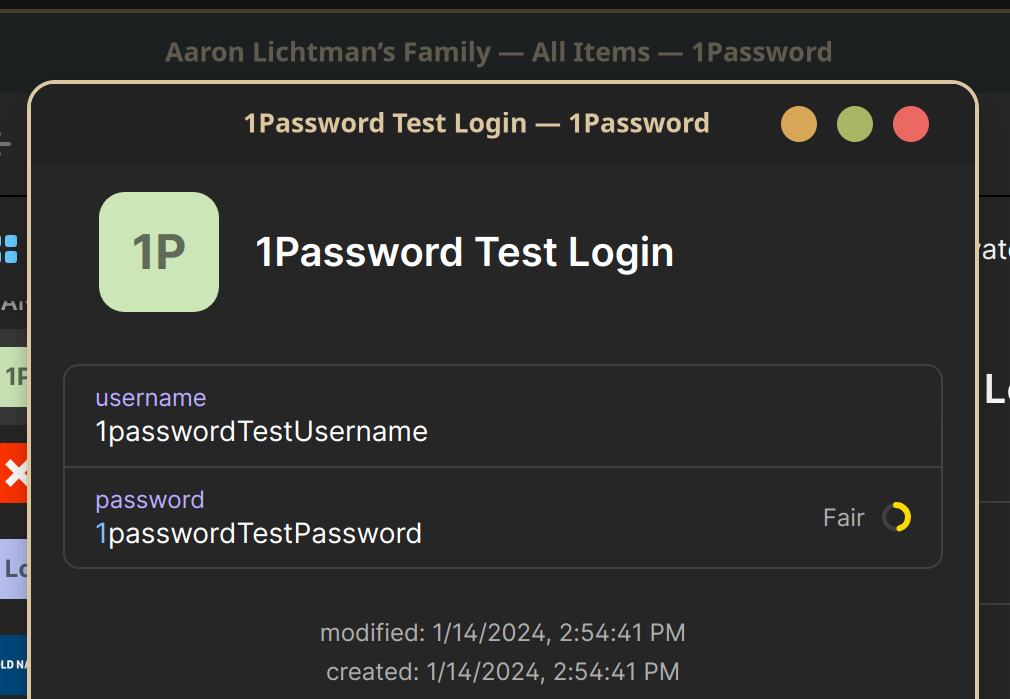 Aaron Lichtman’s Family — All Items — 1Password
1Password Test Login — 1Password
1P
1Password Test Login
username
1passwordTestUsername
password
1passwordTestPassword
Fair
modified: 1/14/2024, 2:54:41 PM
created: 1/14/2024, 2:54:41 PM